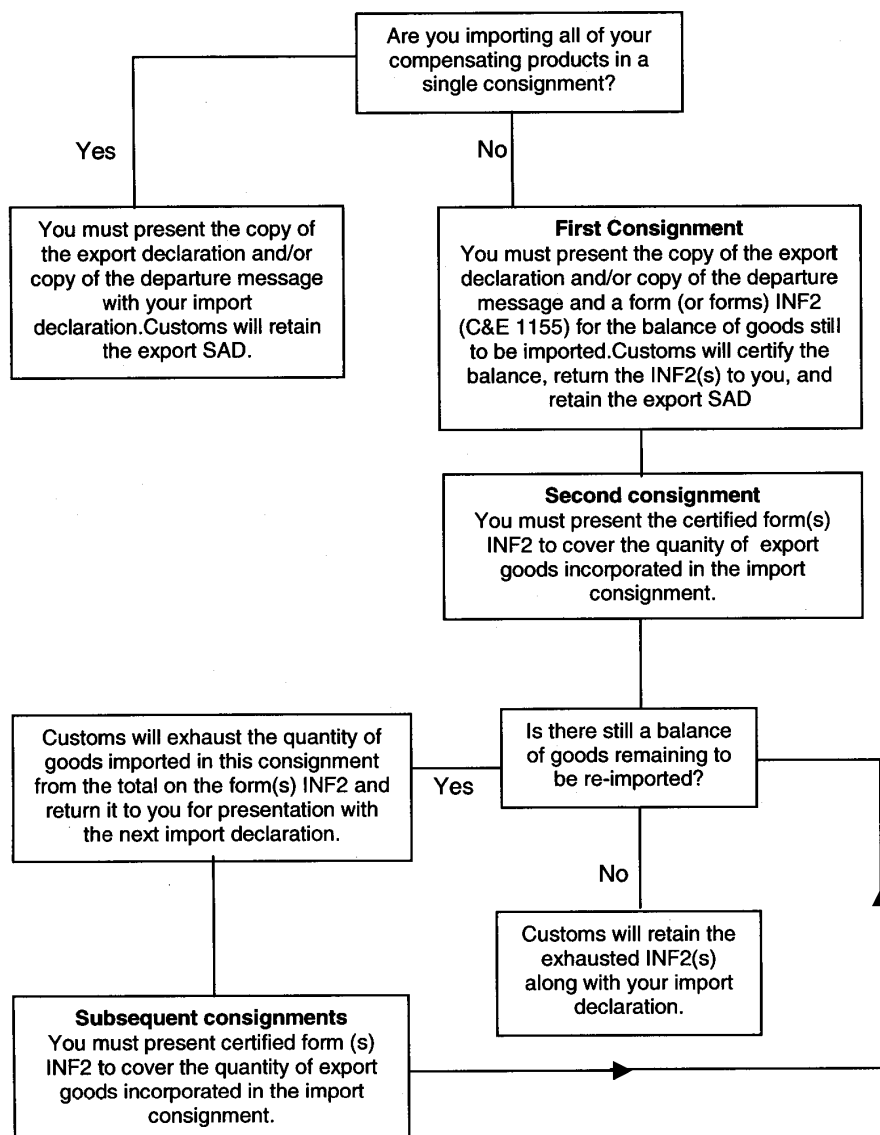 Are you importing all of your
compensating products in a
single consignment?
Yes
No
You must present the copy of
the export declaration and/or
copy of the departure message
with your import
declaration.Customs will retain
the export SAD.
First Consignment
You must present the copy of the export
declaration and/or copy of the departure
message and a form (or forms) INF2
(C&E 1155) for the balance of goods still
to be imported.Customs will certify the
balance, return the INF2(s) to you, and
retain the export SAD
Second consignment
You must present the certified form(s)
INF2 to cover the quanity of export
goods incorporated in the import
consignment.
Is there still a balance
of goods remaining to
be re-imported?
Yes
Customs will exhaust the quantity of
goods imported in this consignment
from the total on the form(s) INF2 and
return it to you for presentation with
the next import declaration.
No
Customs will retain the
exhausted INF2(s)
along with your import
declaration.
Subsequent consignments
You must present certified form (s)
INF2 to cover the quantity of export
goods incorporated in the import
consignment.